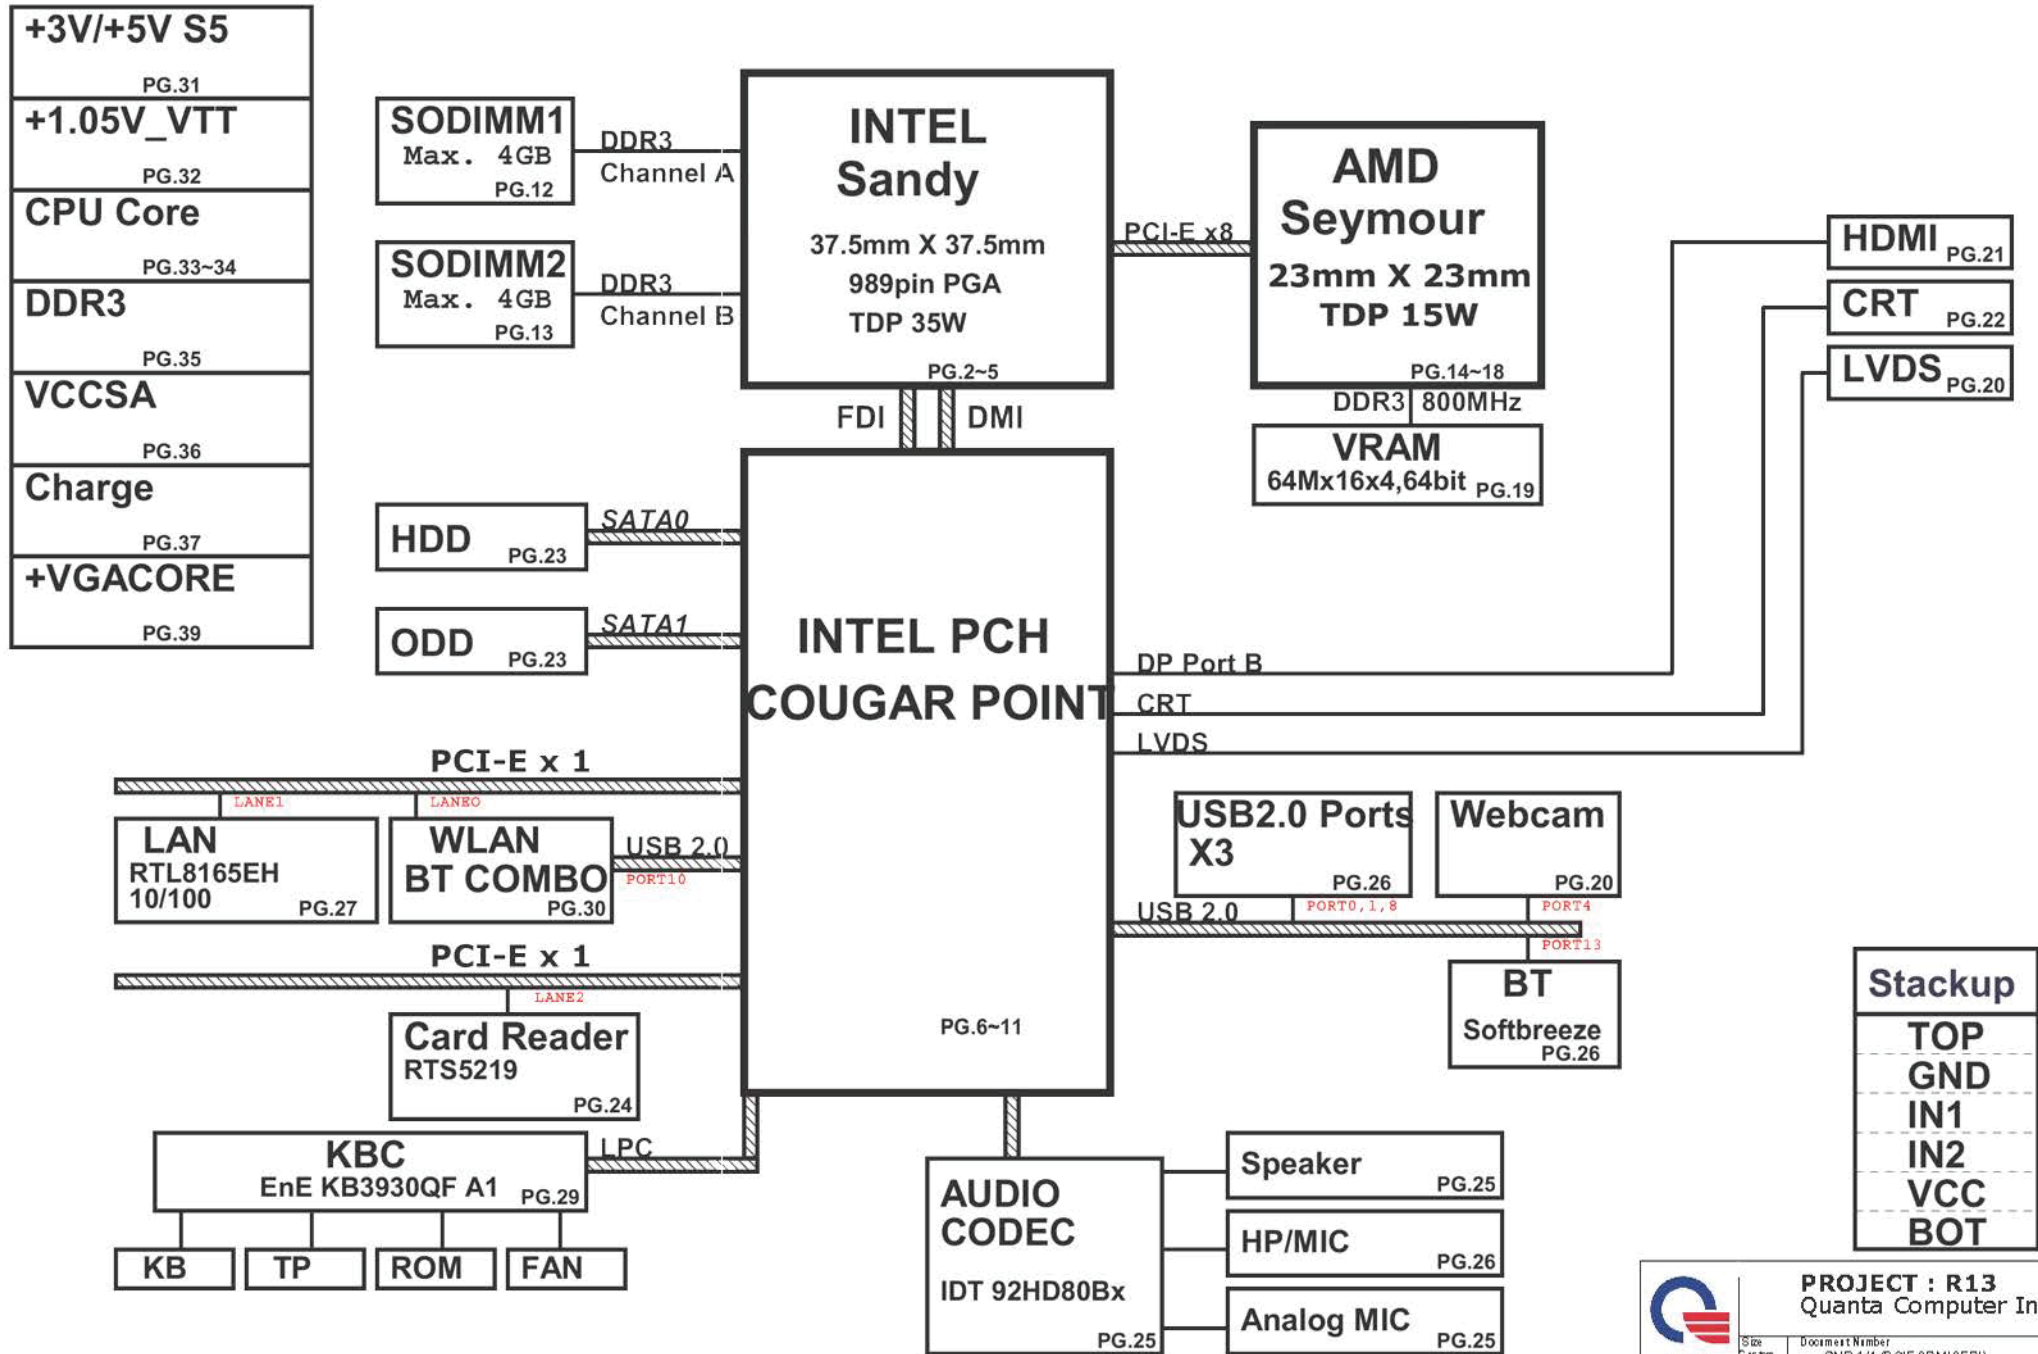 +3V/+5V S5
PG.31
+1.05V_VTT
PG.32
CPU Core
PG.33~34
DDR3
PG.35
VCCSA
PG.36
Charge
PG.37
+VGACORE
PG.39
SODIMM1
Max. 4GB
PG.12
DDR3
Channel A
SODIMM2
Max. 4GB
PG.13
DDR3
Channel B
INTEL
Sandy
37.5mm X 37.5mm
989pin PGA
TDP 35W
PG.2~5
PCI-E x8
AMD
Seymour
23mm X 23mm
TDP 15W
PG.14~18
DDR3 800MHz
VRAM
64Mx16x4,64bit PG.19
HDMI PG.21
CRT PG.22
LVDS PG.20
FDI DMI
HDD PG.23
SATA0
ODD PG.23
SATA1
INTEL PCH
COUGAR POINT
PG.6~11
DP Port B
CRT
LVDS
PCI-E x 1
LANE1
LANE0
LAN
RTL8165EH
10/100
PG.27
WLAN
BT COMBO
PG.30
USB 2.0
PORT10
PCI-E x 1
LANE2
Card Reader
RTS5219
PG.24
USB2.0 Ports
X3
PG.26
Webcam
PG.20
USB 2.0
PORT0,1,8
PORT4
PORT13
BT
Softbreeze
PG.26
KBC
EnE KB3930QF A1 PG.29
LPC
KB
TP
ROM
FAN
AUDIO
CODEC
IDT 92HD80Bx
PG.25
Speaker
PG.25
HP/MIC
PG.26
Analog MIC
PG.25
Stackup
TOP
GND
IN1
IN2
VCC
BOT
PROJECT : R13
Quanta Computer In
Size
Document Number